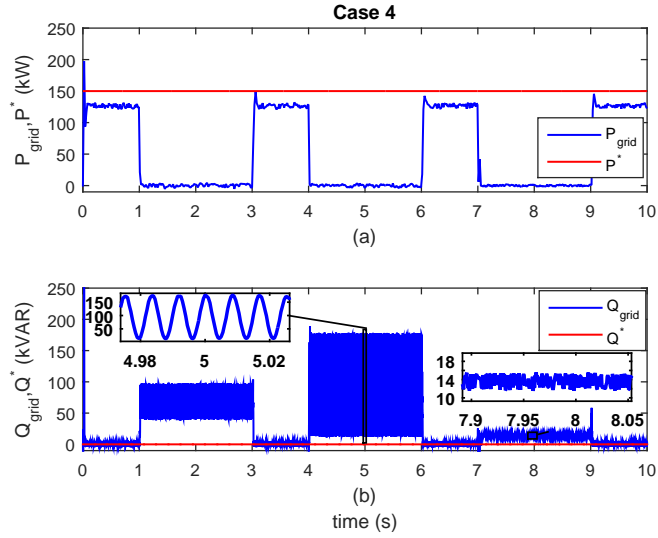 Case 4
P_grid,P* (kW)
250
200
150
100
50
0
P_grid
P*
0 1 2 3 4 5 6 7 8 9 10
(a)
Q_grid,Q* (kVAR)
250
200
150
100
50
0
150
100
50
4.98 5 5.02
Q_grid
Q*
18
16
14
12
10
7.9 7.95 8 8.05
0 1 2 3 4 5 6 7 8 9 10
(b)
time (s)